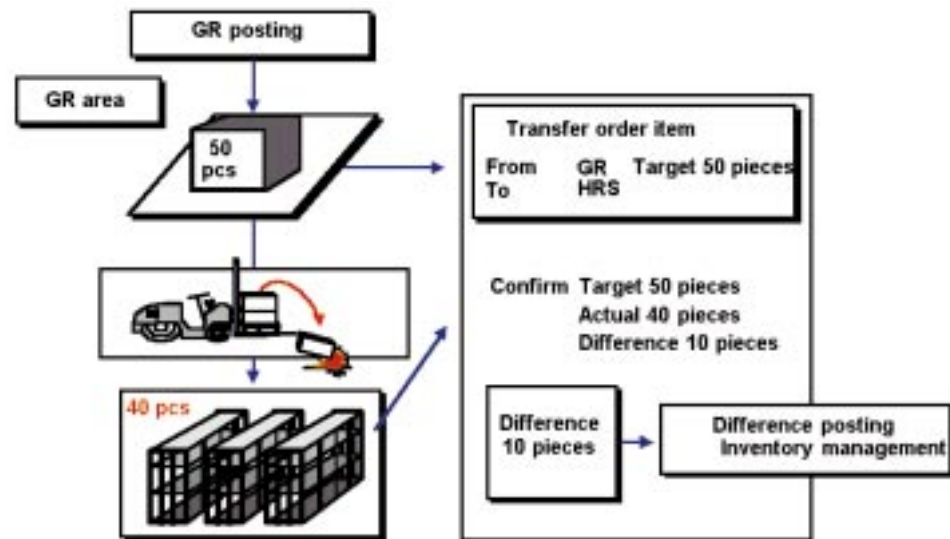 GR posting
GR area
50
pcs
Transfer order item
From GR Target 50 pieces
To HRS
Confirm Target 50 pieces
Actual 40 pieces
Difference 10 pieces
40 pcs
Difference
10 pieces
Difference posting
Inventory management